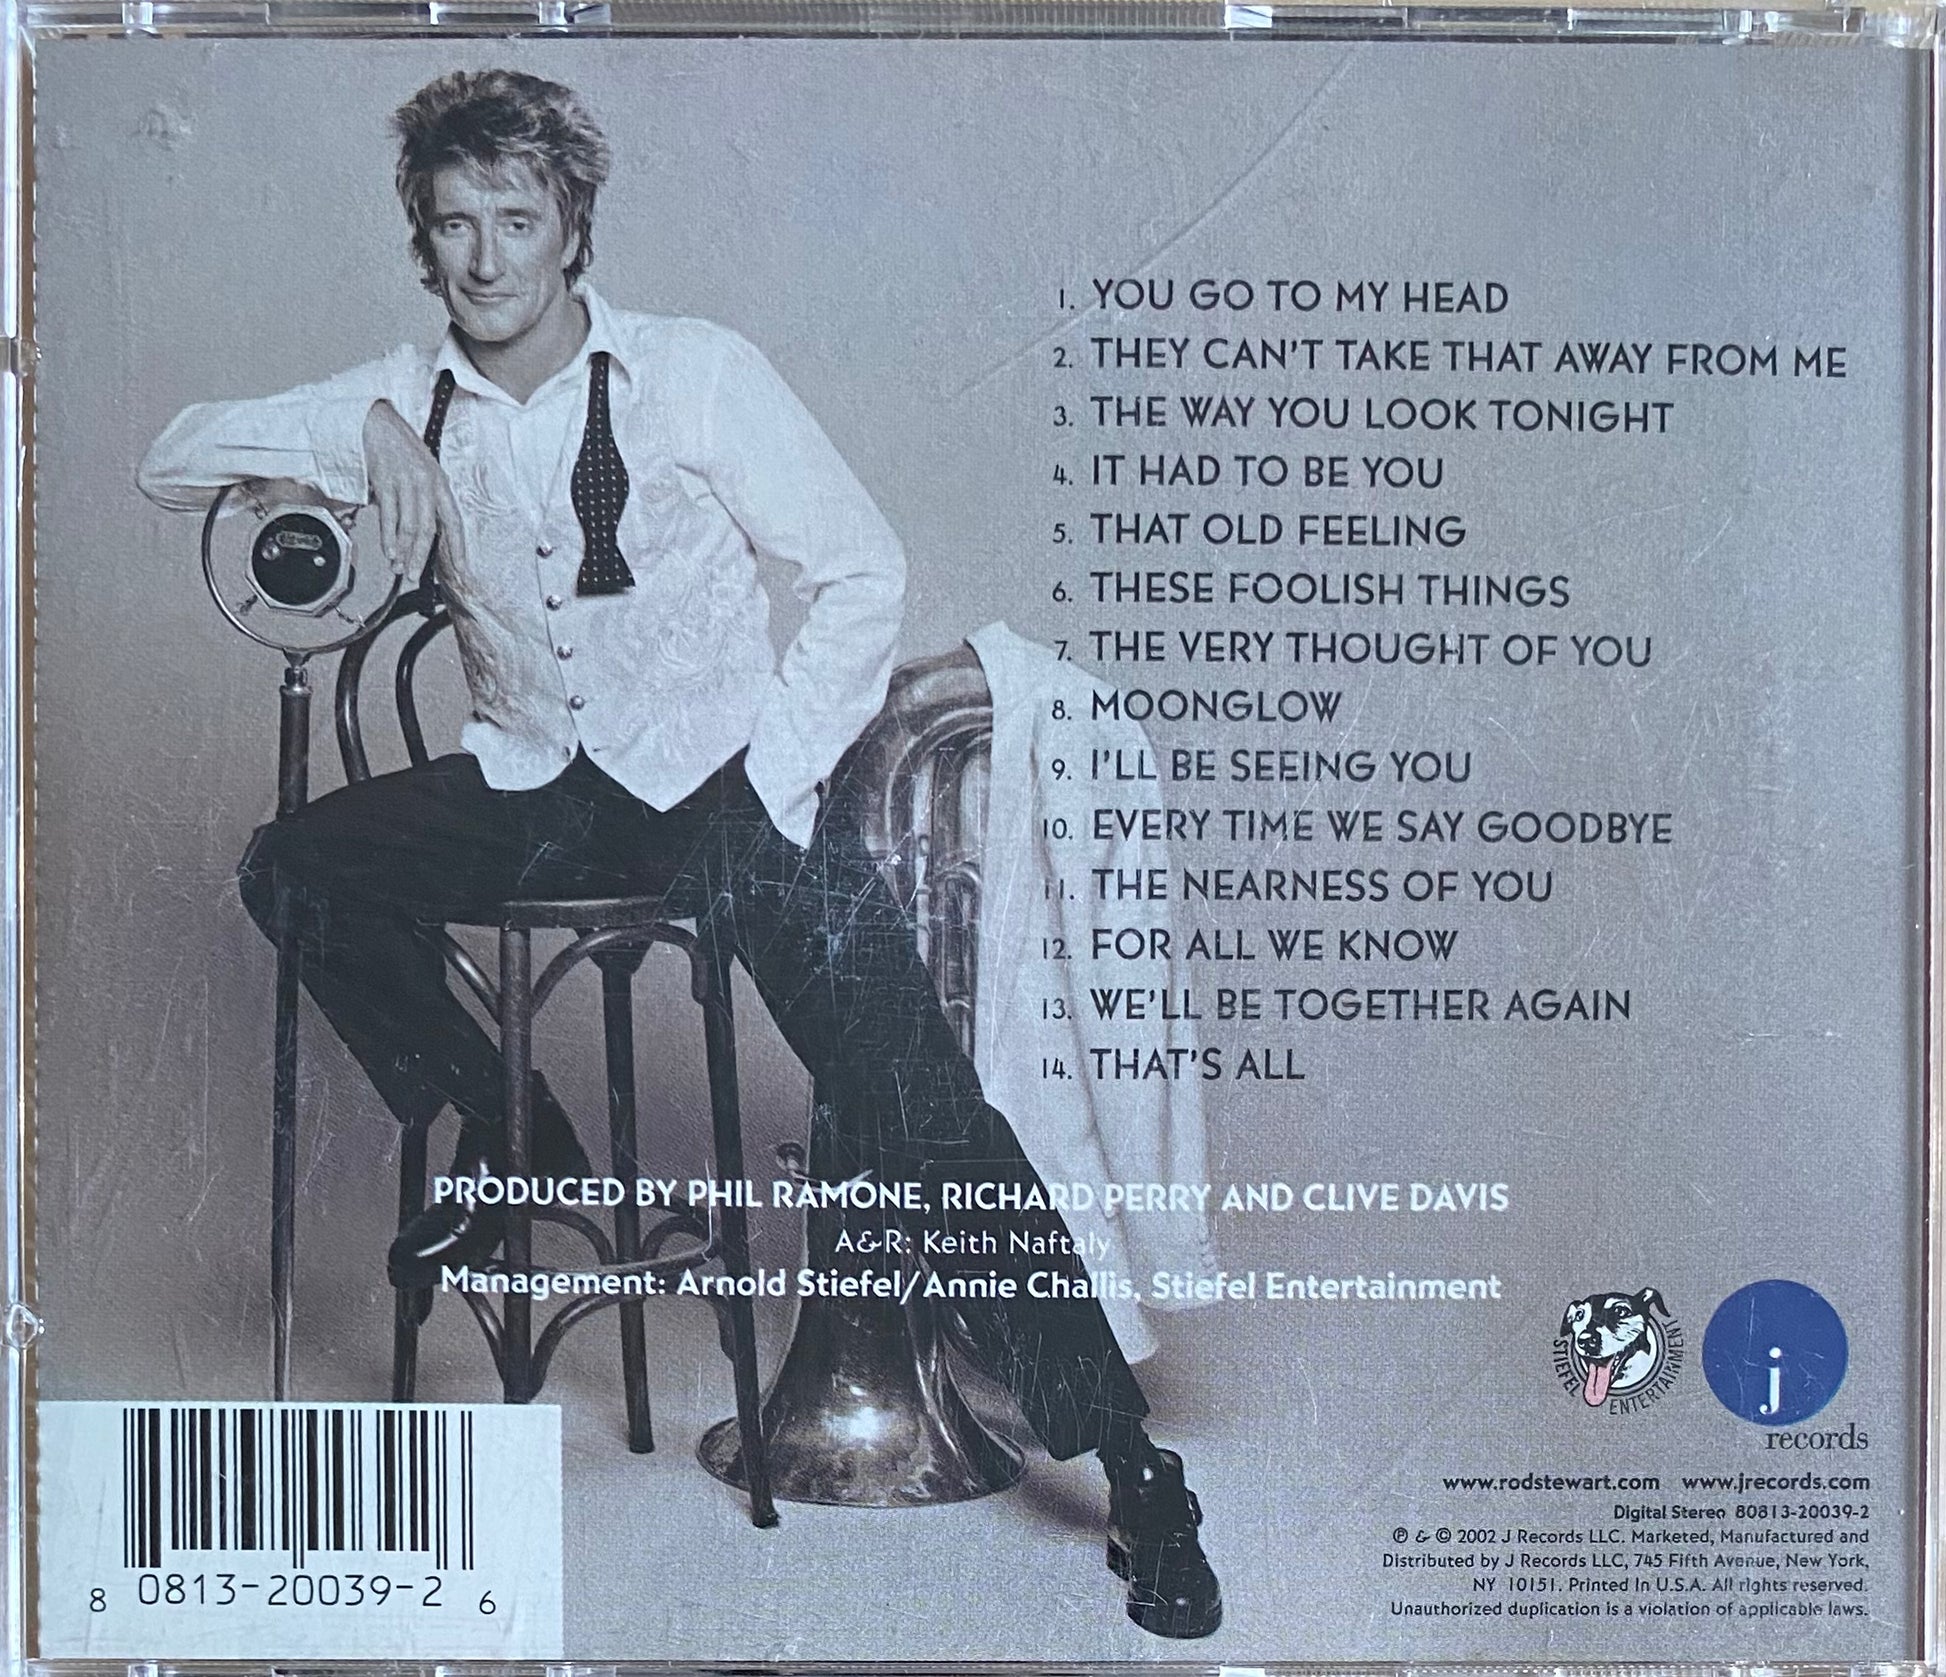 1. YOU GO TO MY HEAD
2. THEY CAN'T TAKE THAT AWAY FROM ME
3. THE WAY YOU LOOK TONIGHT
4. IT HAD TO BE YOU
5. THAT OLD FEELING
6. THESE FOOLISH THINGS
7. THE VERY THOUGHT OF YOU
8. MOONGLOW
9. I'LL BE SEEING YOU
10. EVERY TIME WE SAY GOODBYE
11. THE NEARNESS OF YOU
12. FOR ALL WE KNOW
13. WE'LL BE TOGETHER AGAIN
14. THAT'S ALL
PRODUCED BY PHIL RAMONE, RICHARD PERRY AND CLIVE DAVIS
A&R: Keith Naftaly
Management: Arnold Stiefel/Annie Challis, Stiefel Entertainment
STIEFEL ENTERTAINMENT
j
records
www.rodstewart.com www.jrecords.com
Digital Stereo 80813-20039-2
℗ & © 2002 J Records LLC. Marketed, Manufactured and
Distributed by J Records LLC, 745 Fifth Avenue, New York,
NY 10151. Printed In U.S.A. All rights reserved.
Unauthorized duplication is a violation of applicable laws.
8 0813-20039-2 6